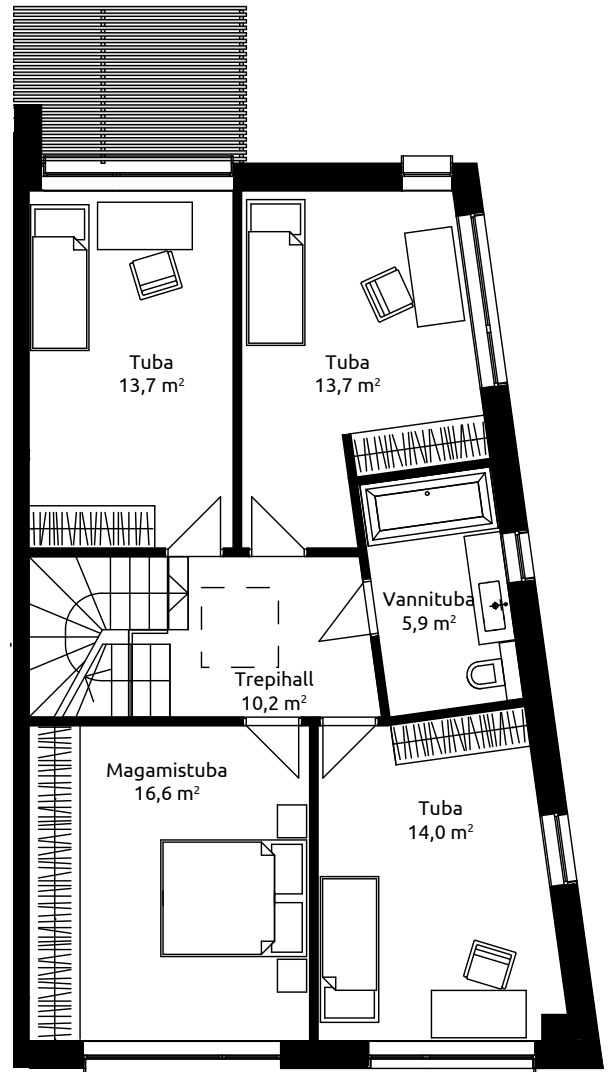 Tuba
13,7 m²
Tuba
13,7 m²
Vannituba
5,9 m²
Trepihall
10,2 m²
Magamistuba
16,6 m²
Tuba
14,0 m²